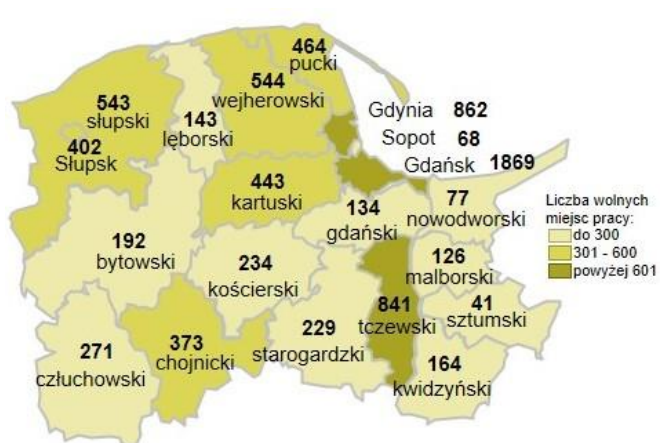 464
pucki
544
wejherowski
543
słupski
143
lęborski
402
Słupsk
Gdynia 862
Sopot 68
Gdańsk 1869
443
kartuski
134
gdański
77
nowodworski
Liczba wolnych
miejsc pracy:
do 300
301 - 600
powyżej 601
192
bytowski
234
kościerski
126
malborski
841
tczewski
41
sztumski
271
człuchowski
373
chojnicki
229
starogardzki
164
kwidzyński